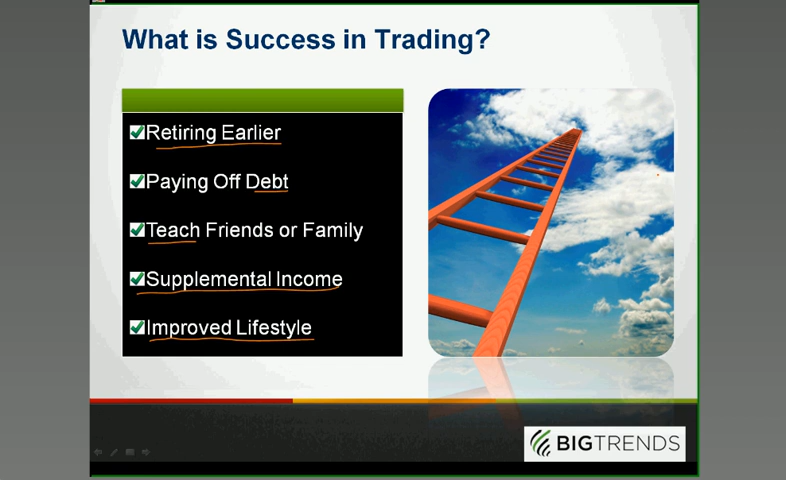 What is Success in Trading?
Retiring Earlier
Paying Off Debt
Teach Friends or Family
Supplemental Income
Improved Lifestyle
BIGTRENDS